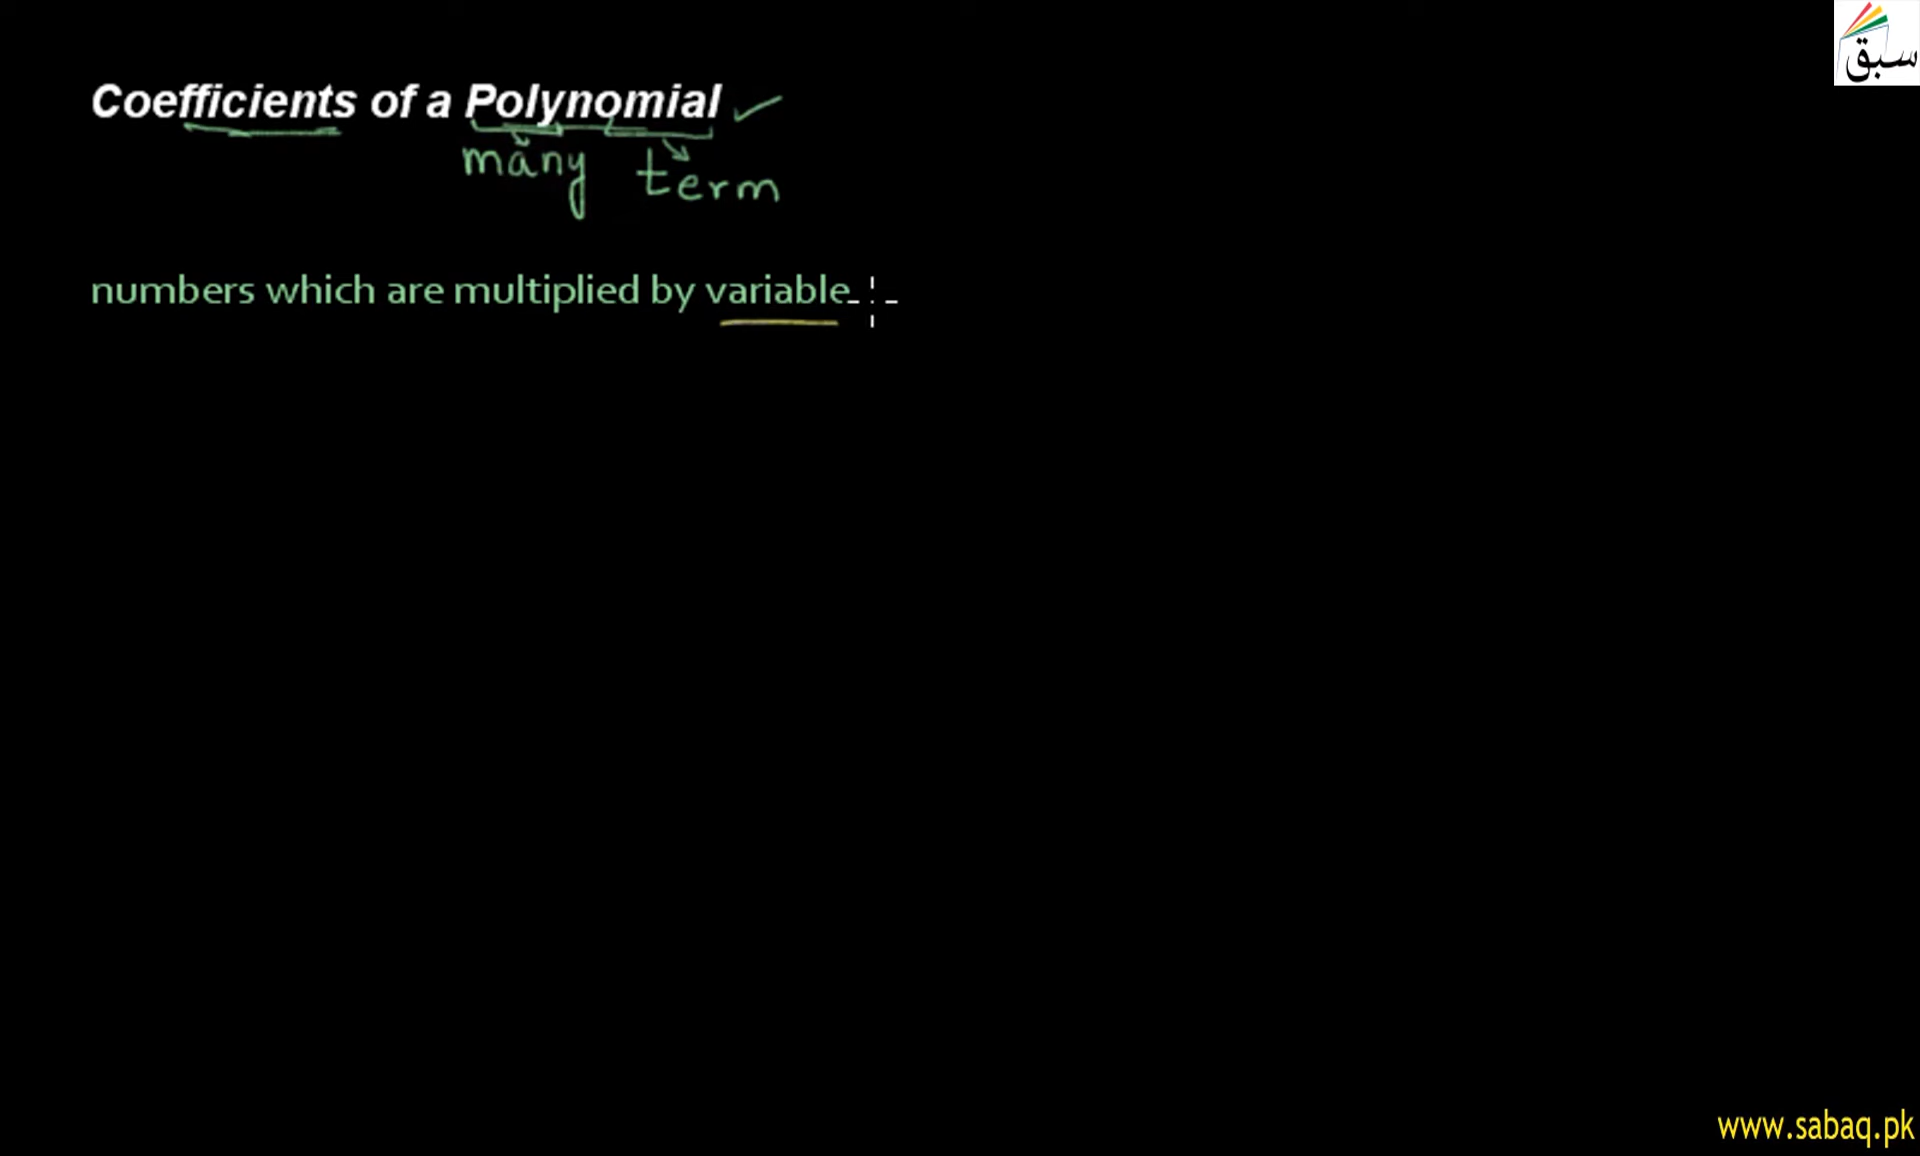 سبق
Coefficients of a Polynomial
many term
numbers which are multiplied by variable
www.sabaq.pk